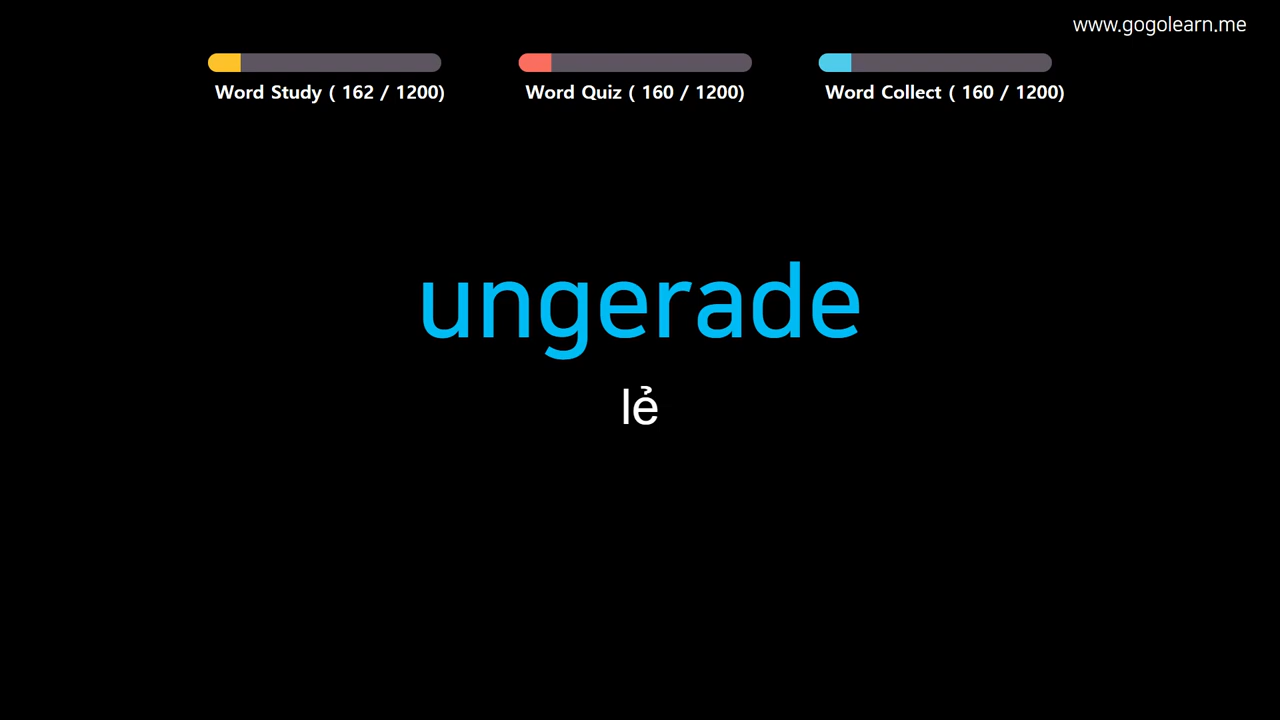 www.gogolearn.me
Word Study ( 162 / 1200)
Word Quiz ( 160 / 1200)
Word Collect ( 160 / 1200)
ungerade
lẻ